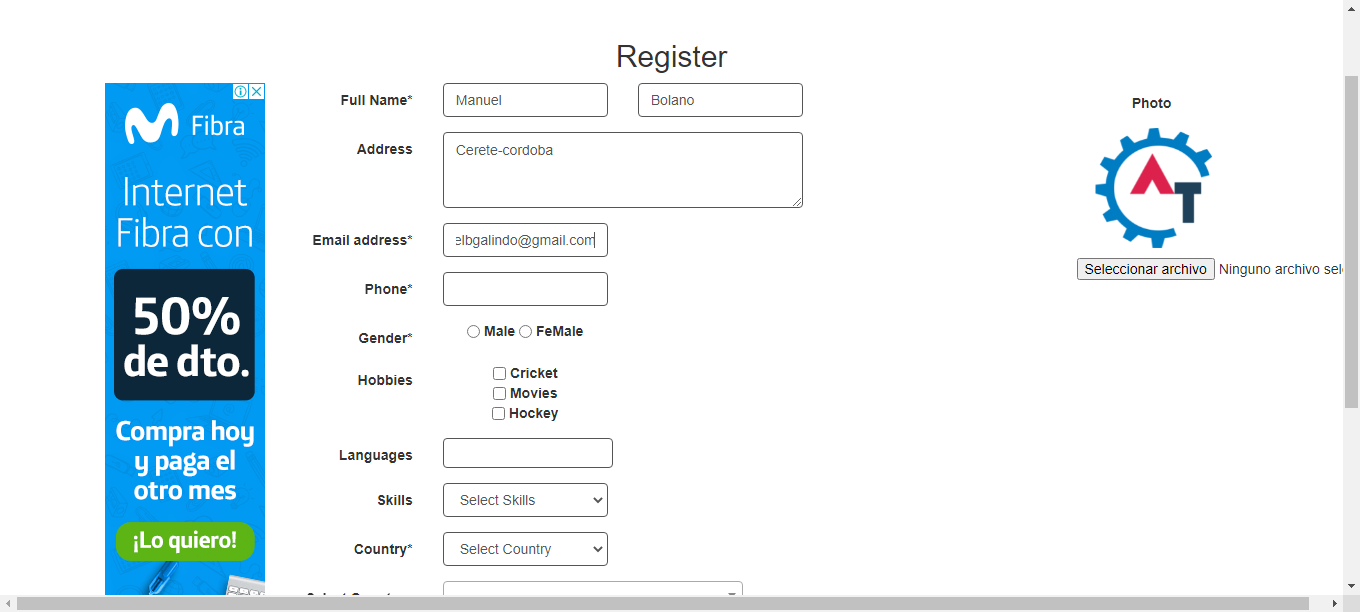 Register
Fibra
Internet
Fibra con
50%
de dto.
Compra hoy
y paga el
otro mes
¡Lo quiero!
Full Name* Manuel Bolano
Address Cerete-cordoba
Email address* elbgalindo@gmail.com
Phone*
Gender* Male FeMale
Hobbies Cricket
Movies
Hockey
Languages
Skills Select Skills
Country* Select Country
Photo
AT
Seleccionar archivo Ninguno archivo sel